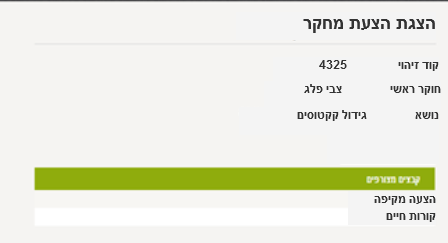 הצגת הצעת מחקר
קוד זיהוי 4325
חוקר ראשי צבי פלג
נושא גידול קקטוסים
קבצים מצורפים
הצעה מקיפה
קורות חיים